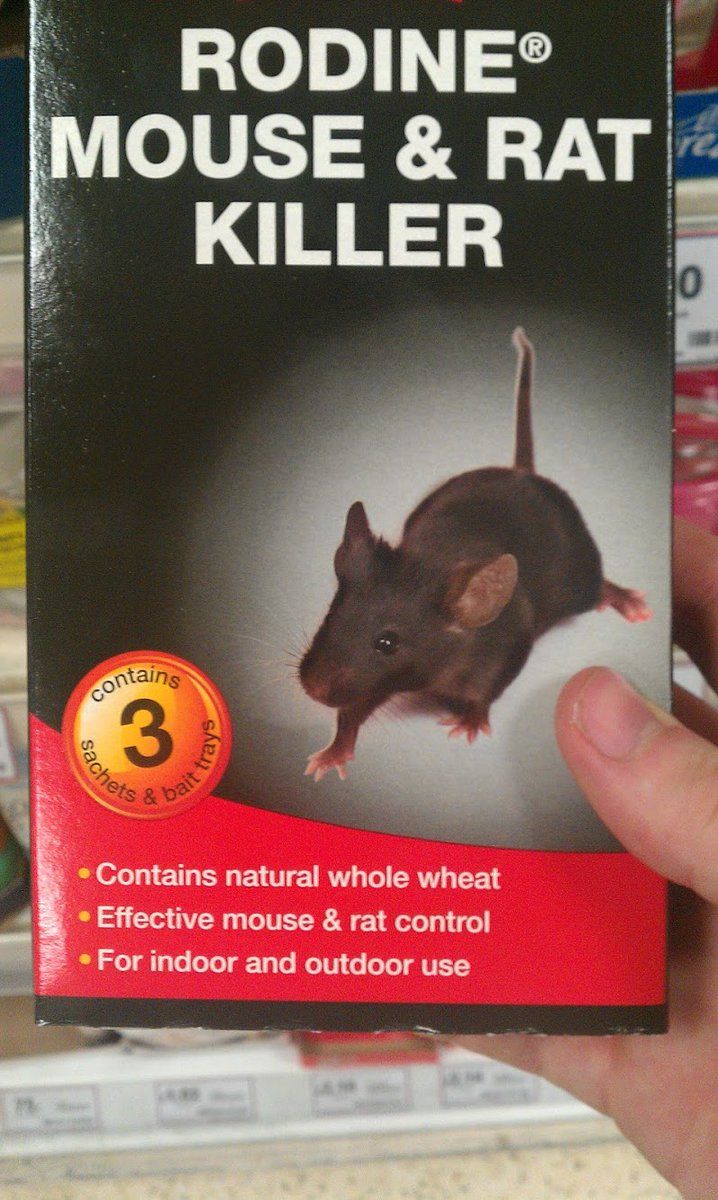 RODINE®
MOUSE & RAT
KILLER
contains
3
sachets & bait trays
• Contains natural whole wheat
• Effective mouse & rat control
• For indoor and outdoor use